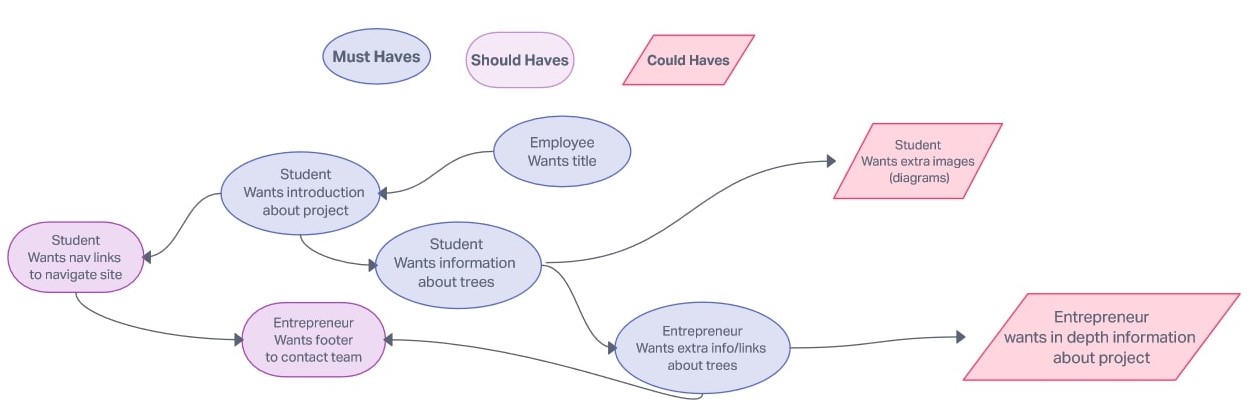 Must Haves
Should Haves
Could Haves
Employee
Wants title
Student
Wants extra images
(diagrams)
Student
Wants introduction
about project
Student
Wants nav links
to navigate site
Student
Wants information
about trees
Entrepreneur
Wants footer
to contact team
Entrepreneur
Wants extra info/links
about trees
Entrepreneur
wants in depth information
about project